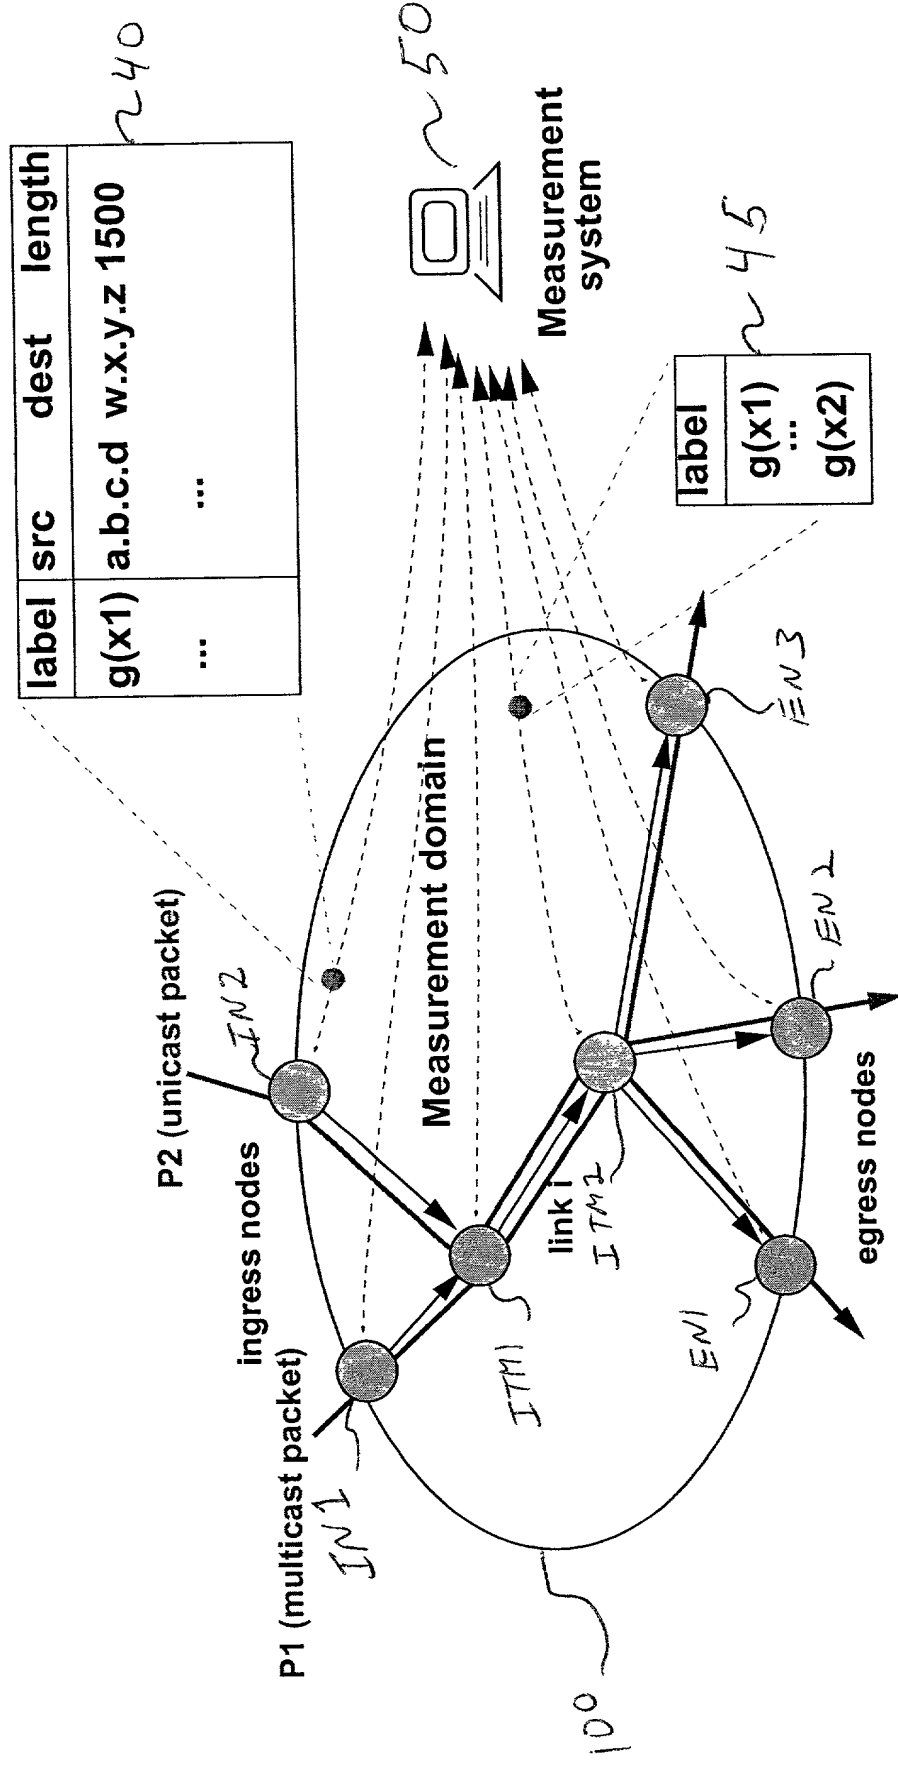 label src dest length
g(x1) a.b.c.d w.x.y.z 1500
... ...
~40
P2 (unicast packet)
IN2
ingress nodes
P1 (multicast packet)
IN1
Measurement domain
~50
Measurement
system
link i
ITM1
ITM2
label
g(x1)
...
g(x2)
~45
EN1
EN2
EN3
egress nodes
100